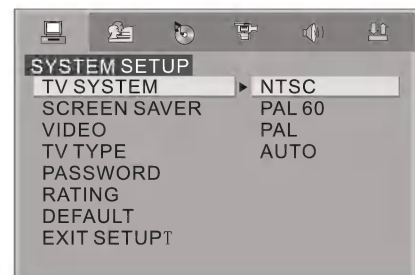 SYSTEM SETUP
TV SYSTEM NTSC
SCREEN SAVER PAL 60
VIDEO PAL
TV TYPE AUTO
PASSWORD
RATING
DEFAULT
EXIT SETUPT